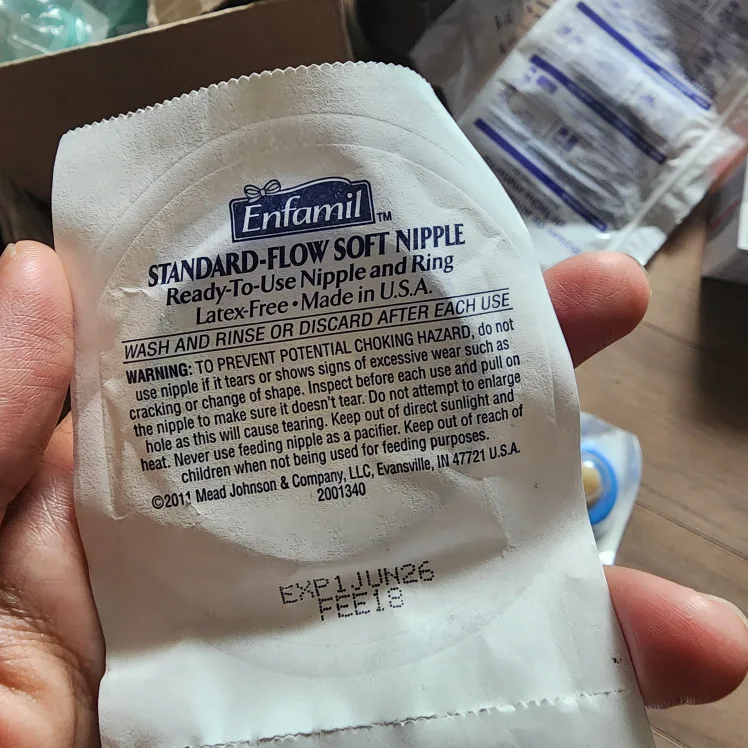 Enfamil TM
STANDARD-FLOW SOFT NIPPLE
Ready-To-Use Nipple and Ring
Latex-Free • Made in U.S.A.
WASH AND RINSE OR DISCARD AFTER EACH USE
WARNING: TO PREVENT POTENTIAL CHOKING HAZARD, do not
use nipple if it tears or shows signs of excessive wear such as
cracking or change of shape. Inspect before each use and pull on
the nipple to make sure it doesn't tear. Do not attempt to enlarge
hole as this will cause tearing. Keep out of direct sunlight and
heat. Never use feeding nipple as a pacifier. Keep out of reach of
children when not being used for feeding purposes.
©2011 Mead Johnson & Company, LLC, Evansville, IN 47721 U.S.A.
2001340
EXP1JUN26
FEE18